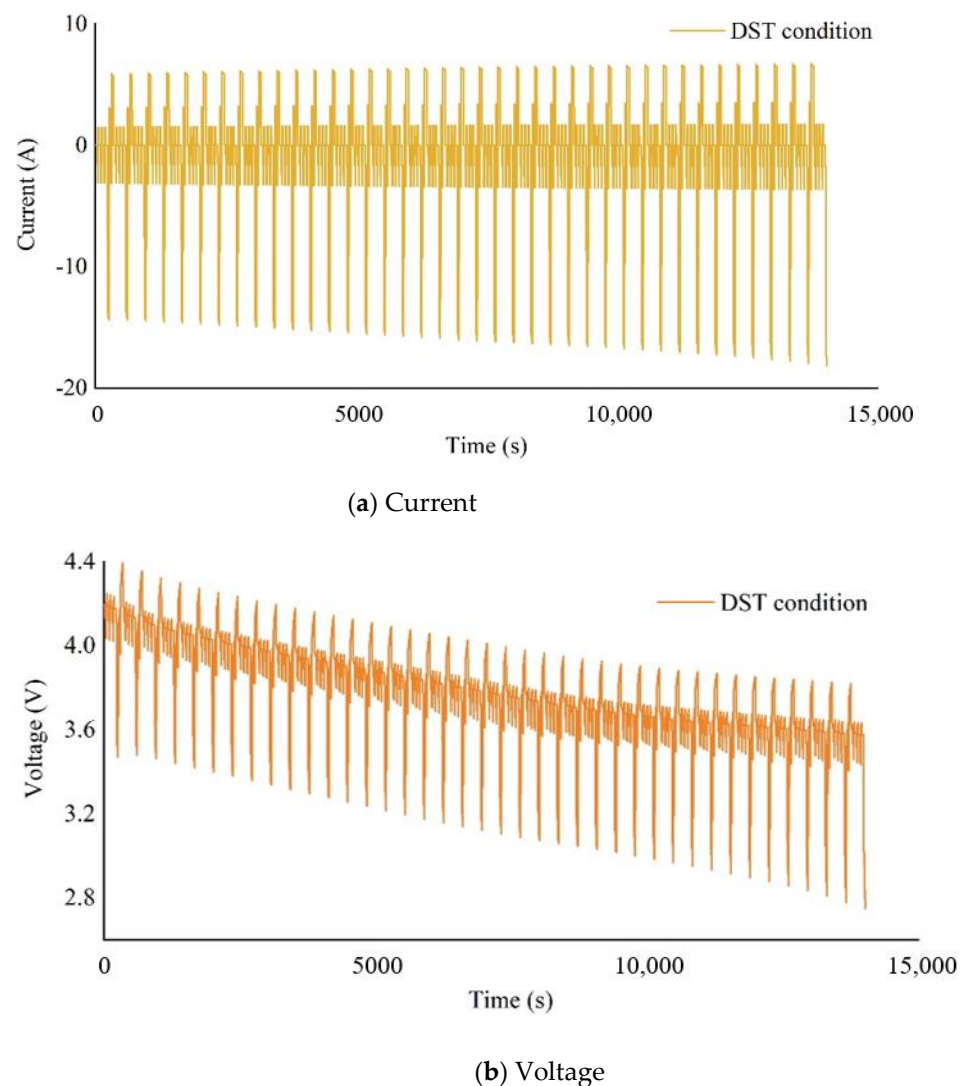 10
DST condition
0
Current (A)
-10
-20
0
5000
10,000
15,000
Time (s)
(a) Current
4.4
DST condition
4.0
Voltage (V)
3.6
3.2
2.8
0
5000
10,000
15,000
Time (s)
(b) Voltage